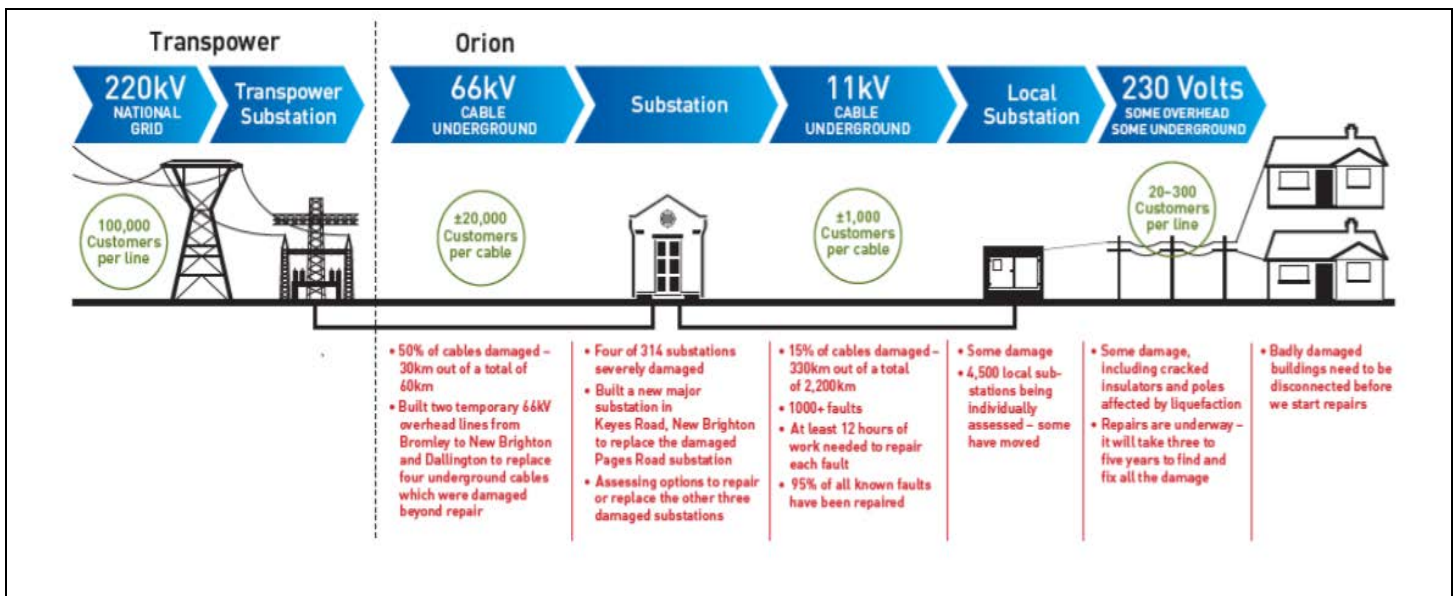 Transpower
Orion
220kV
NATIONAL
GRID
Transpower
Substation
66kV
CABLE
UNDERGROUND
Substation
11kV
CABLE
UNDERGROUND
Local
Substation
230 Volts
SOME OVERHEAD
SOME UNDERGROUND
100,000
Customers
per line
±20,000
Customers
per cable
±1,000
Customers
per cable
20-300
Customers
per line
• 50% of cables damaged –
30km out of a total of
60km
• Built two temporary 66kV
overhead lines from
Bromley to New Brighton
and Dallington to replace
four underground cables
which were damaged
beyond repair
• Four of 314 substations
severely damaged
• Built a new major
substation in
Keyes Road, New Brighton
to replace the damaged
Pages Road substation
• Assessing options to repair
or replace the other three
damaged substations
• 15% of cables damaged –
330km out of a total
of 2,200km
• 1000+ faults
• At least 12 hours of
work needed to repair
each fault
• 95% of all known faults
have been repaired
• Some damage
• 4,500 local sub-
stations being
individually
assessed – some
have moved
• Some damage,
including cracked
insulators and poles
affected by liquefaction
• Repairs are underway –
it will take three to
five years to find and
fix all the damage
• Badly damaged
buildings need to be
disconnected before
we start repairs